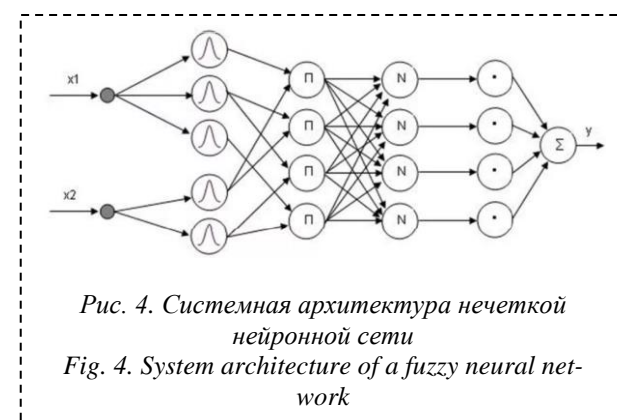 x1
x2
П
П
П
П
N
N
N
N
Σ
y
Рис. 4. Системная архитектура нечеткой
нейронной сети
Fig. 4. System architecture of a fuzzy neural net-
work